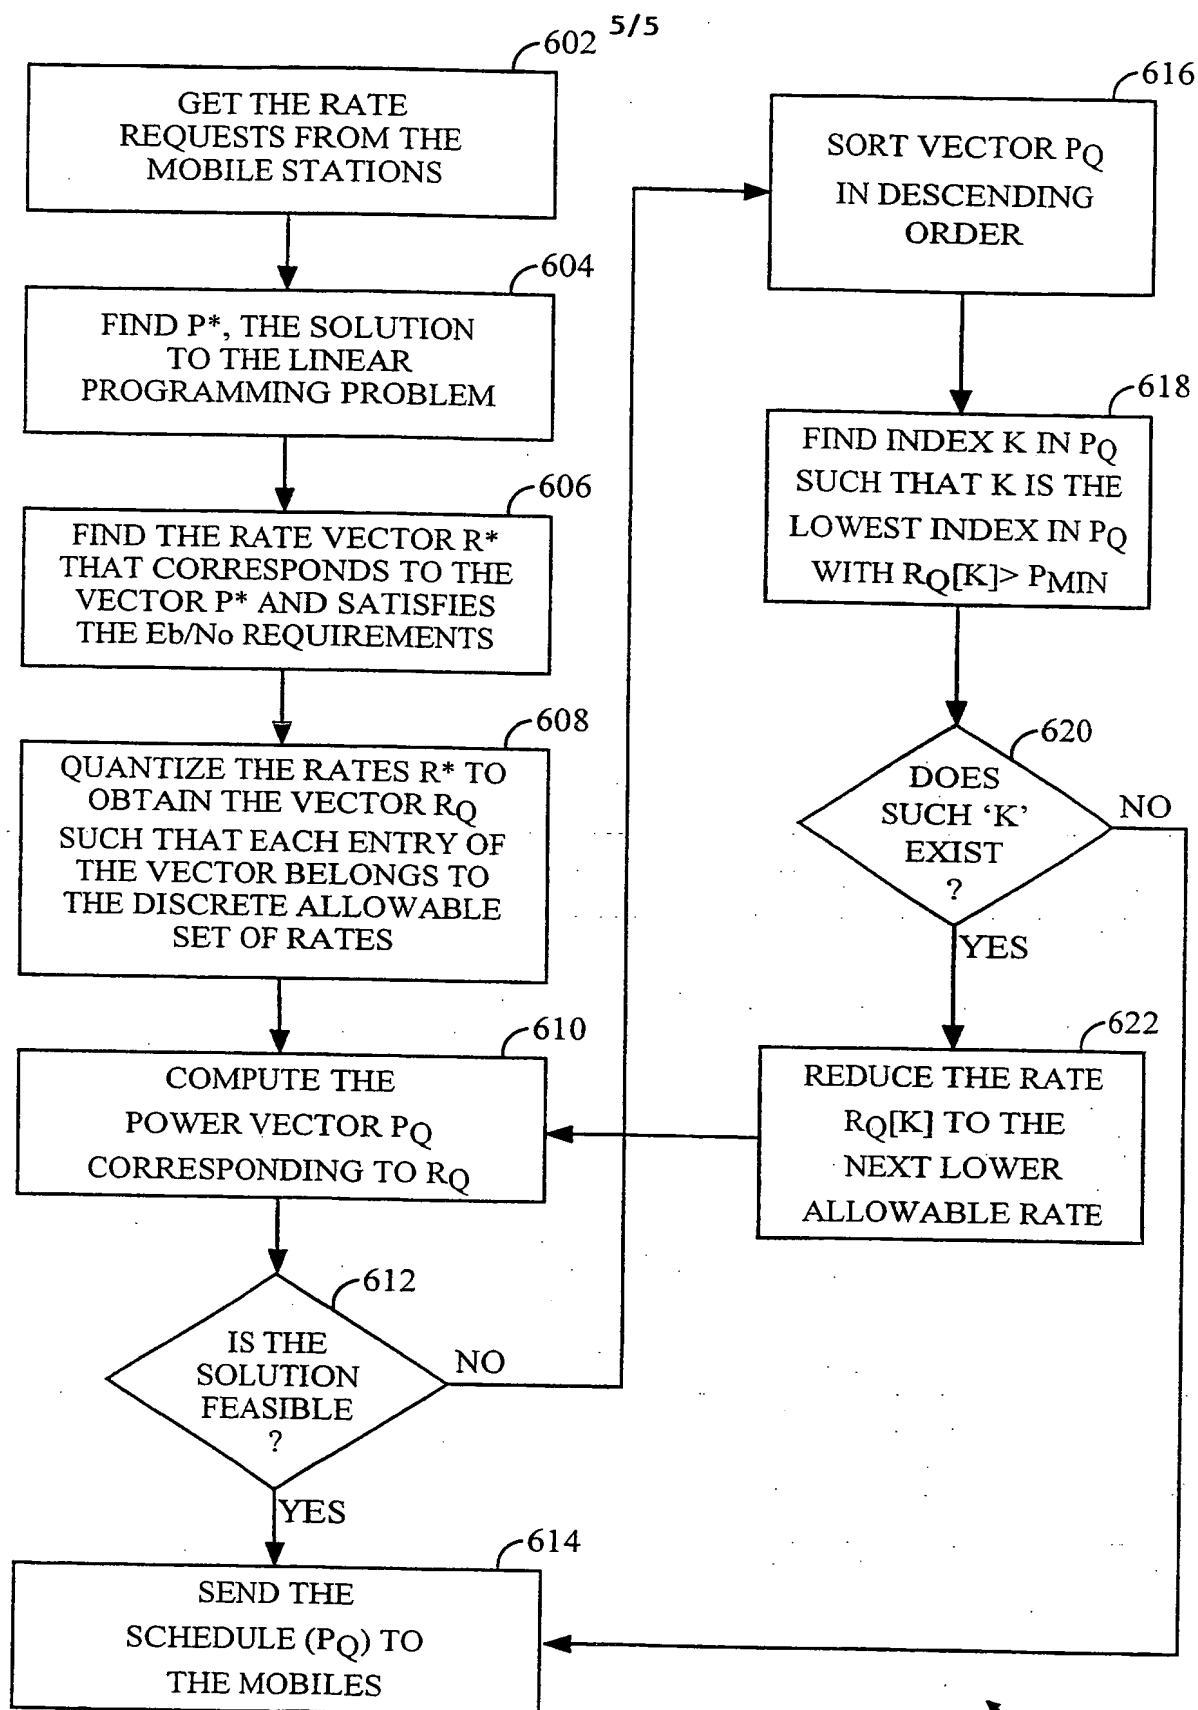 5/5
602
GET THE RATE
REQUESTS FROM THE
MOBILE STATIONS
604
FIND P*, THE SOLUTION
TO THE LINEAR
PROGRAMMING PROBLEM
606
FIND THE RATE VECTOR R*
THAT CORRESPONDS TO THE
VECTOR P* AND SATISFIES
THE Eb/No REQUIREMENTS
608
QUANTIZE THE RATES R* TO
OBTAIN THE VECTOR RQ
SUCH THAT EACH ENTRY OF
THE VECTOR BELONGS TO
THE DISCRETE ALLOWABLE
SET OF RATES
610
COMPUTE THE
POWER VECTOR PQ
CORRESPONDING TO RQ
612
IS THE
SOLUTION
FEASIBLE
?
NO
YES
614
SEND THE
SCHEDULE (PQ) TO
THE MOBILES
616
SORT VECTOR PQ
IN DESCENDING
ORDER
618
FIND INDEX K IN PQ
SUCH THAT K IS THE
LOWEST INDEX IN PQ
WITH RQ[K]> PMIN
620
DOES
SUCH ‘K’
EXIST
?
NO
YES
622
REDUCE THE RATE
RQ[K] TO THE
NEXT LOWER
ALLOWABLE RATE